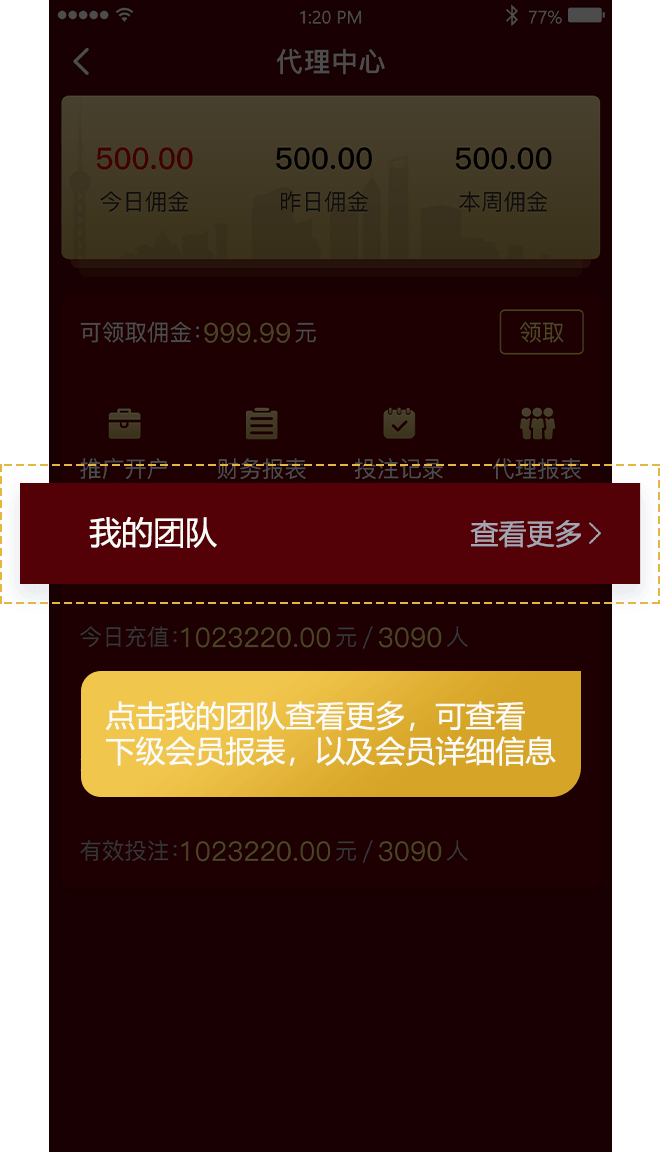 1:20 PM 77%
代理中心
500.00 500.00 500.00
今日佣金 昨日佣金 本周佣金
可领取佣金:999.99元 领取
推广开户 财务报表 投注记录 代理报表
我的团队 查看更多
今日充值:1023220.00元/3090人
点击我的团队查看更多，可查看
下级会员报表，以及会员详细信息
有效投注:1023220.00元/3090人